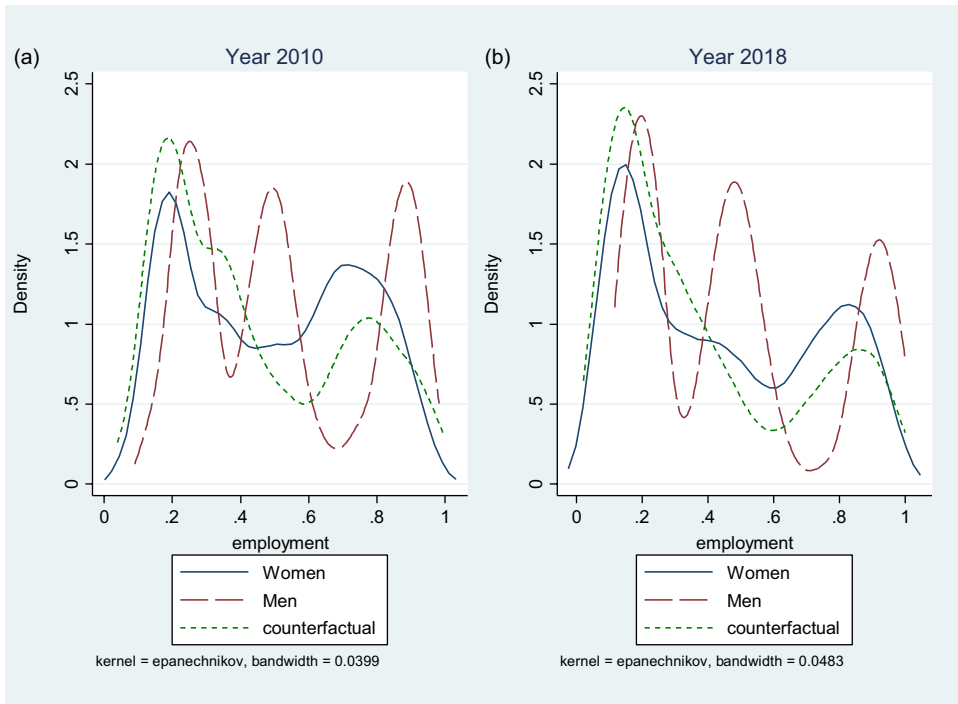 (a)
Year 2010
2.5
2
1.5
1
.5
0
Density
0 .2 .4 .6 .8 1
employment
Women
Men
counterfactual
kernel = epanechnikov, bandwidth = 0.0399
(b)
Year 2018
2.5
2
1.5
1
.5
0
Density
0 .2 .4 .6 .8 1
employment
Women
Men
counterfactual
kernel = epanechnikov, bandwidth = 0.0483